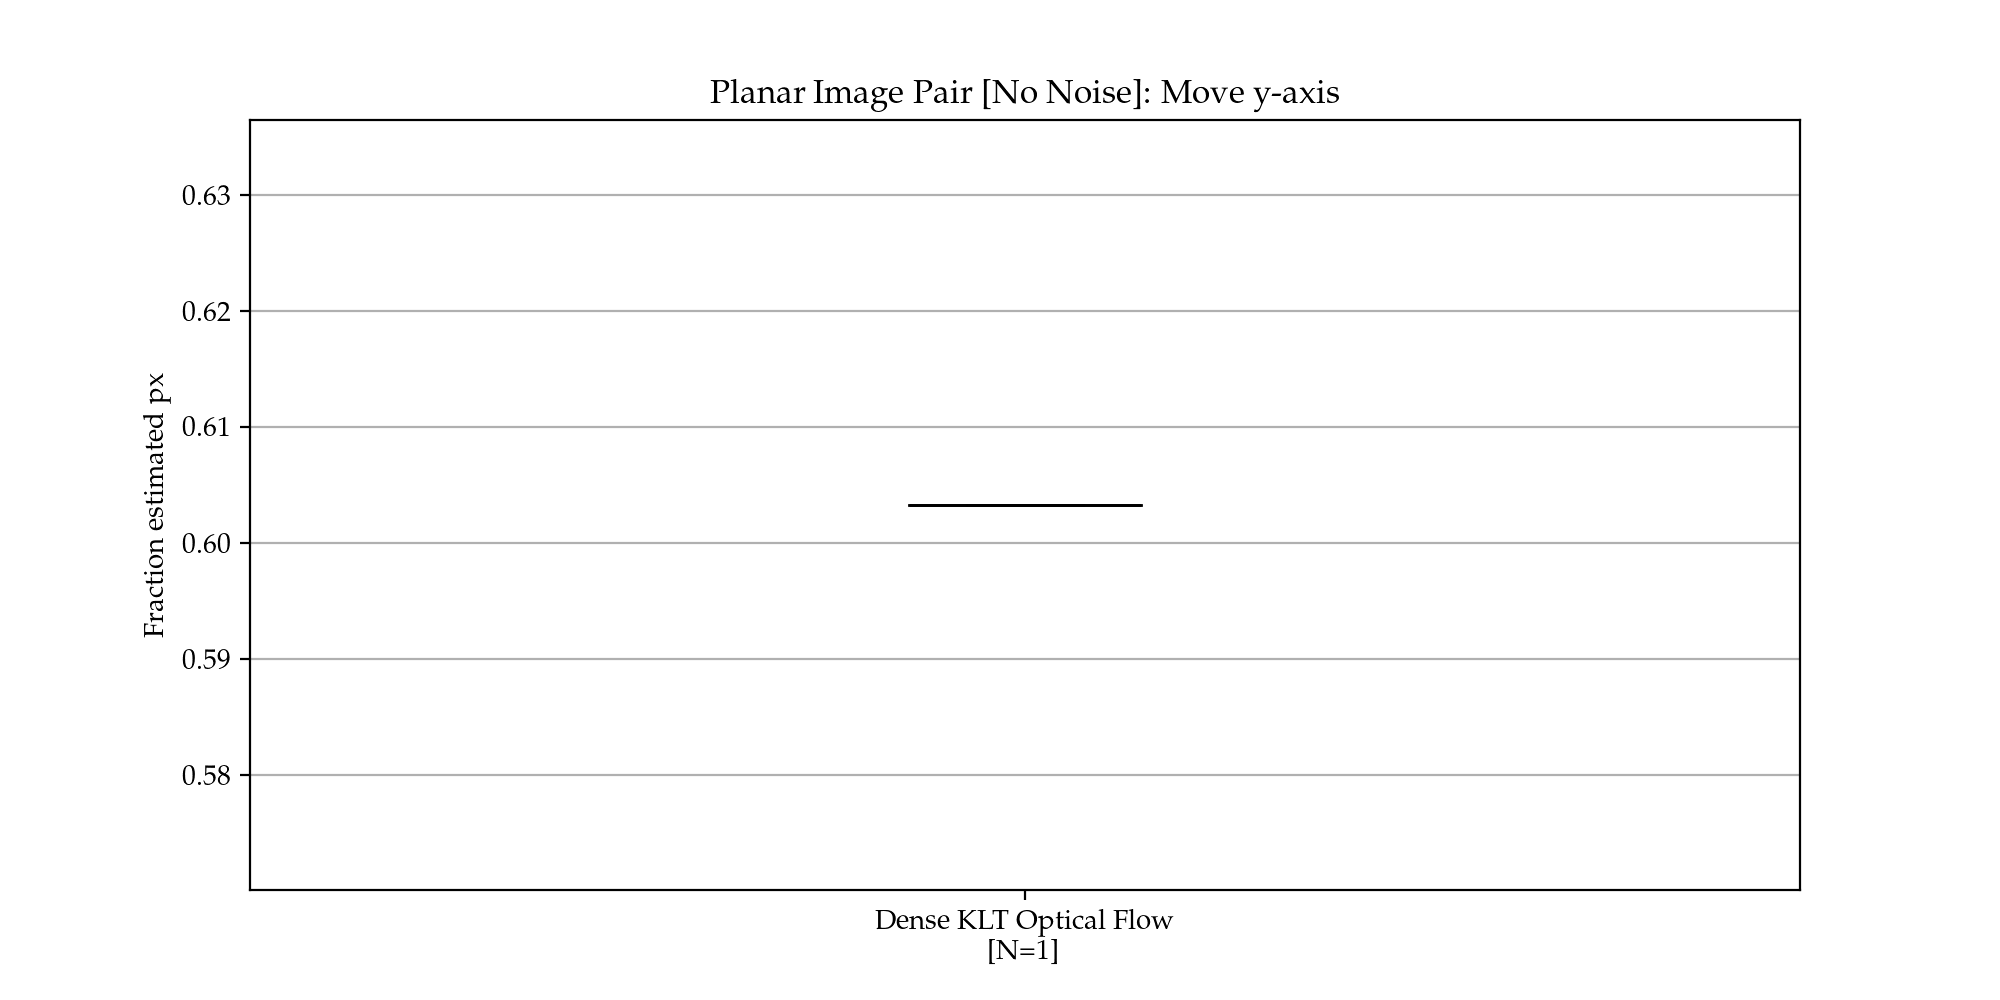 Planar Image Pair [No Noise]: Move y-axis
Fraction estimated px
0.63
0.62
0.61
0.60
0.59
0.58
Dense KLT Optical Flow
[N=1]